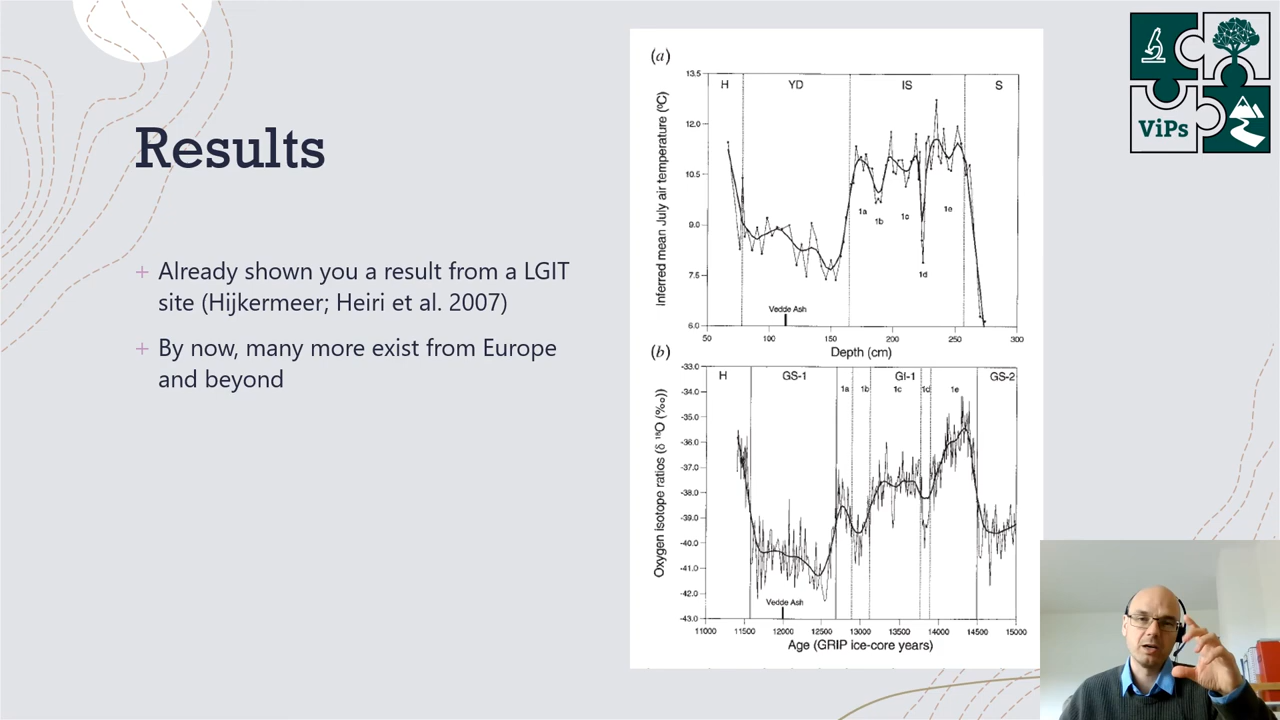 Results
+ Already shown you a result from a LGIT
site (Hijkermeer; Heiri et al. 2007)
+ By now, many more exist from Europe
and beyond
(a)
13.5
12.0
10.5
9.0
7.5
6.0
Inferred mean July air temperature (ºC)
H YD IS S
1a 1b 1c 1d 1e
Vedde Ash
50 100 150 200 250 300
Depth (cm)
(b)
-33.0
-34.0
-35.0
-36.0
-37.0
-38.0
-39.0
-40.0
-41.0
-42.0
-43.0
Oxygen isotope ratios (δ ¹⁸O (‰))
H GS-1 GI-1 GS-2
1a 1b 1c 1d 1e
Vedde Ash
11000 11500 12000 12500 13000 13500 14000 14500 15000
Age (GRIP ice-core years)
ViPs